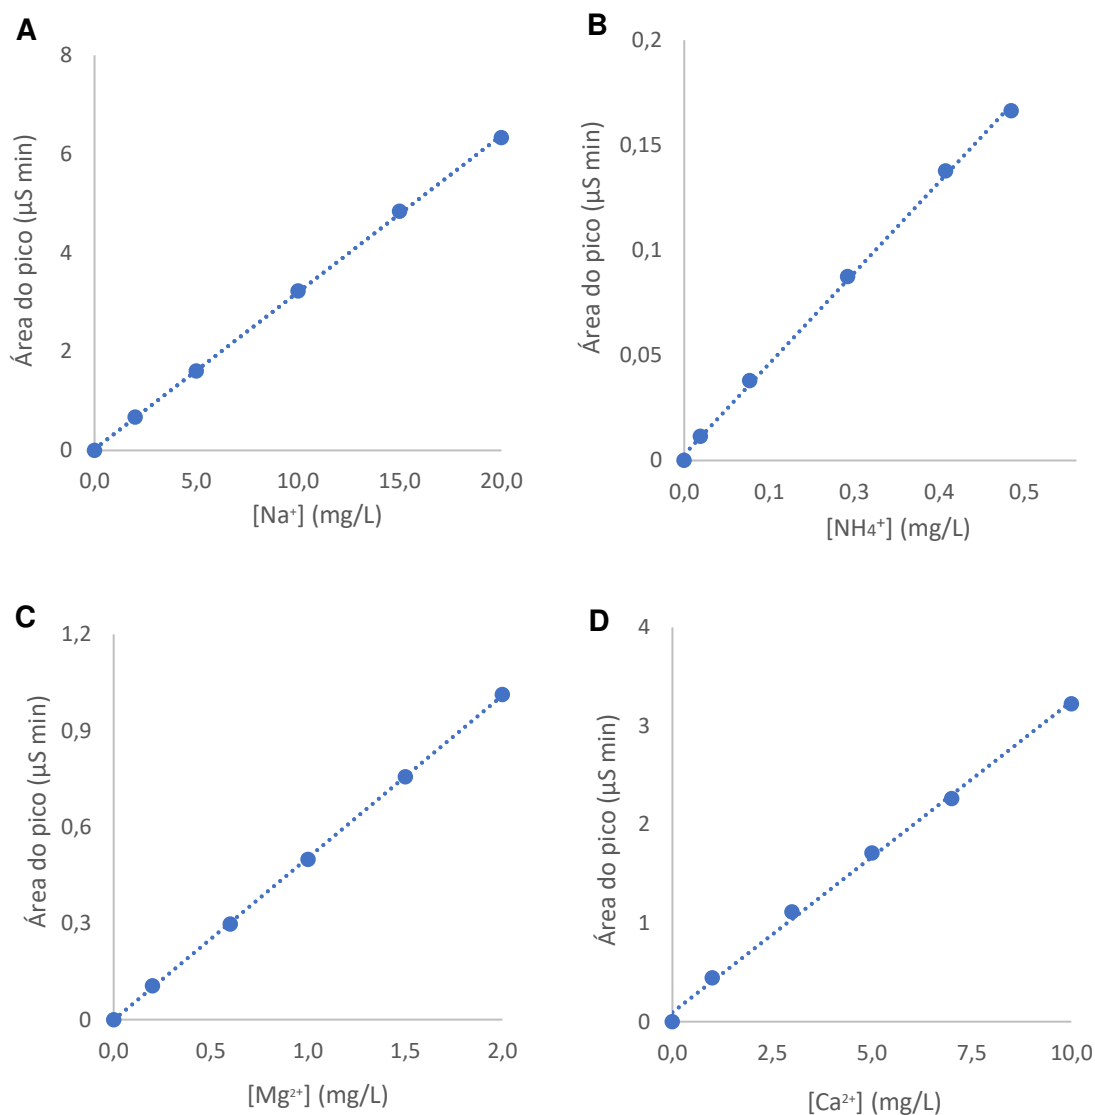 A
Área do pico (µS min)
8
6
4
2
0
0,0 5,0 10,0 15,0 20,0
[Na⁺] (mg/L)
B
Área do pico (µS min)
0,2
0,15
0,1
0,05
0
0,0 0,1 0,3 0,4 0,5
[NH₄⁺] (mg/L)
C
Área do pico (µS min)
1,2
0,9
0,6
0,3
0
0,0 0,5 1,0 1,5 2,0
[Mg²⁺] (mg/L)
D
Área do pico (µS min)
4
3
2
1
0
0,0 2,5 5,0 7,5 10,0
[Ca²⁺] (mg/L)